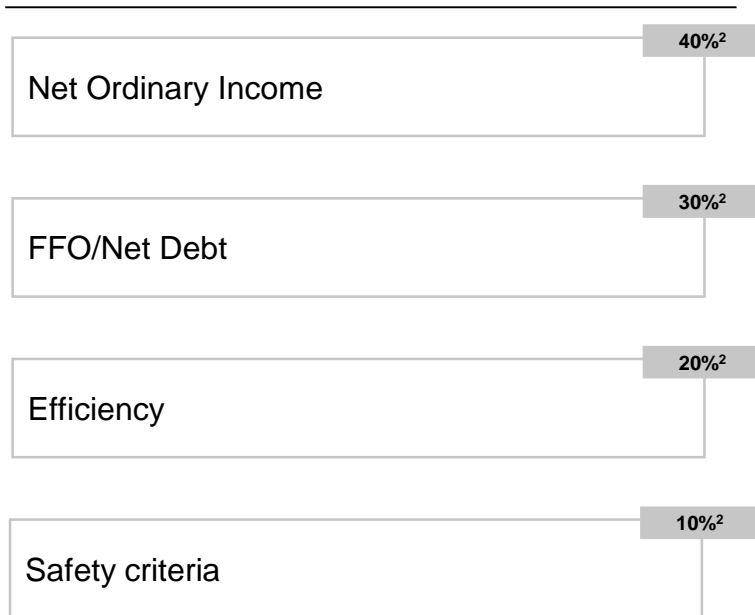 40%²
Net Ordinary Income
30%²
FFO/Net Debt
20%²
Efficiency
10%²
Safety criteria